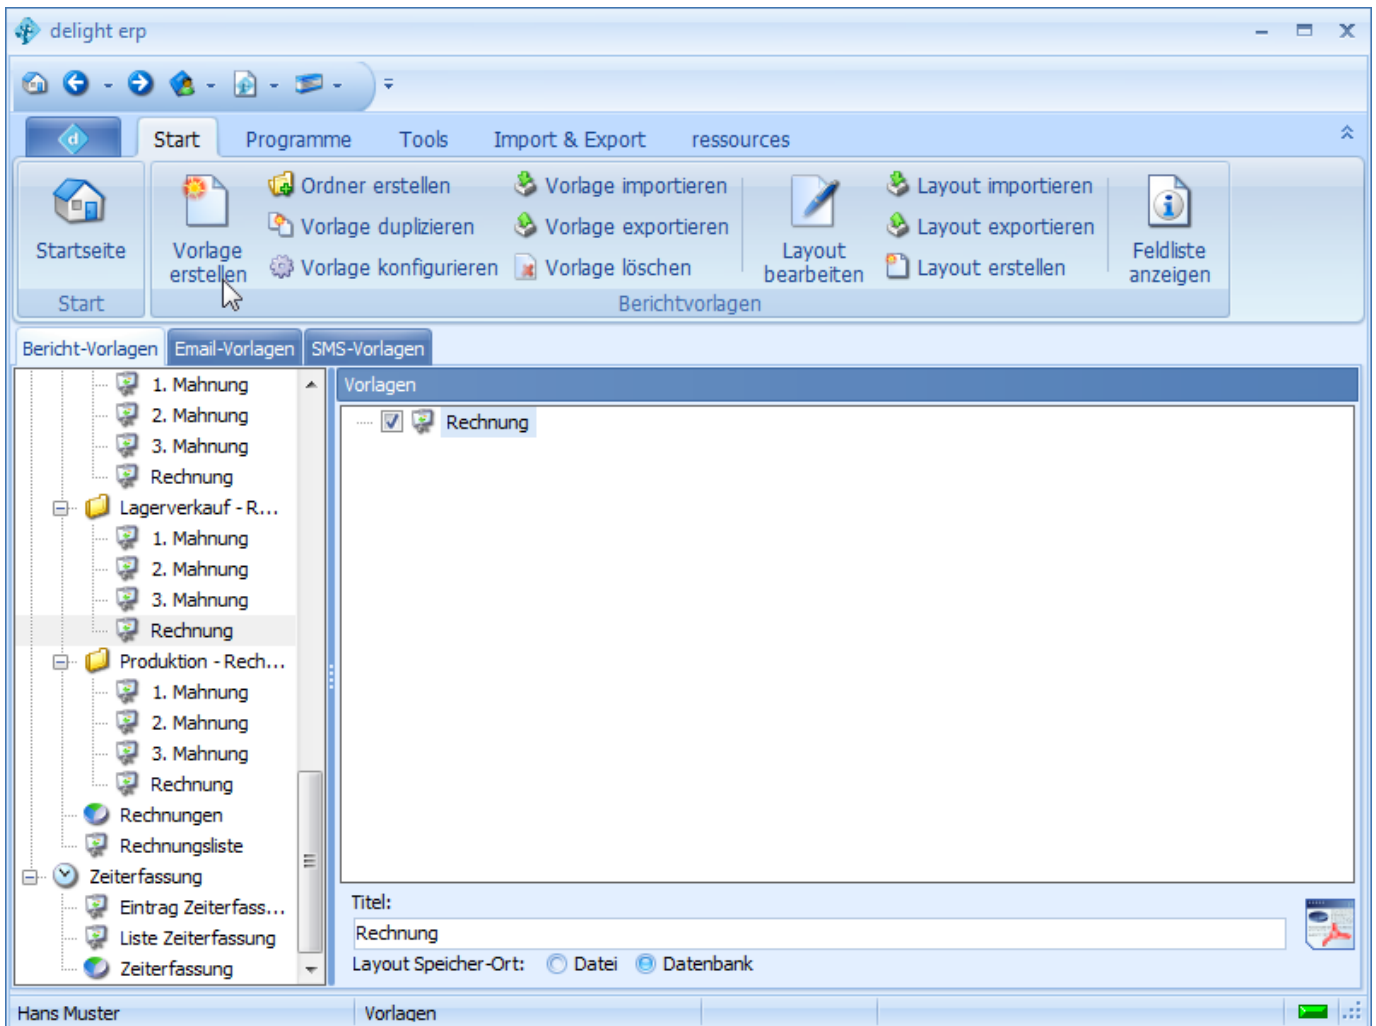 delight erp
Start Programme Tools Import & Export ressources
Startseite
Start
Vorlage
erstellen
Ordner erstellen
Vorlage duplizieren
Vorlage konfigurieren
Vorlage importieren
Vorlage exportieren
Vorlage löschen
Layout
bearbeiten
Layout importieren
Layout exportieren
Layout erstellen
Feldliste
anzeigen
Berichtvorlagen
Bericht-Vorlagen Email-Vorlagen SMS-Vorlagen
1. Mahnung
2. Mahnung
3. Mahnung
Rechnung
Lagerverkauf - R...
1. Mahnung
2. Mahnung
3. Mahnung
Rechnung
Produktion - Rech...
1. Mahnung
2. Mahnung
3. Mahnung
Rechnung
Rechnungen
Rechnungsliste
Zeiterfassung
Eintrag Zeiterfass...
Liste Zeiterfassung
Zeiterfassung
Vorlagen
Rechnung
Titel:
Rechnung
Layout Speicher-Ort: Datei Datenbank
Hans Muster Vorlagen